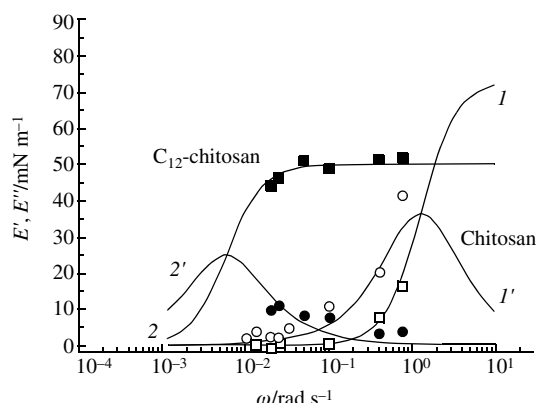 90
80
70
60
50
40
30
20
10
0
E′, E″/mN m⁻¹
C₁₂-chitosan
Chitosan
1
1′
2′
2
10⁻⁴ 10⁻³ 10⁻² 10⁻¹ 10⁰ 10¹
ω/rad s⁻¹